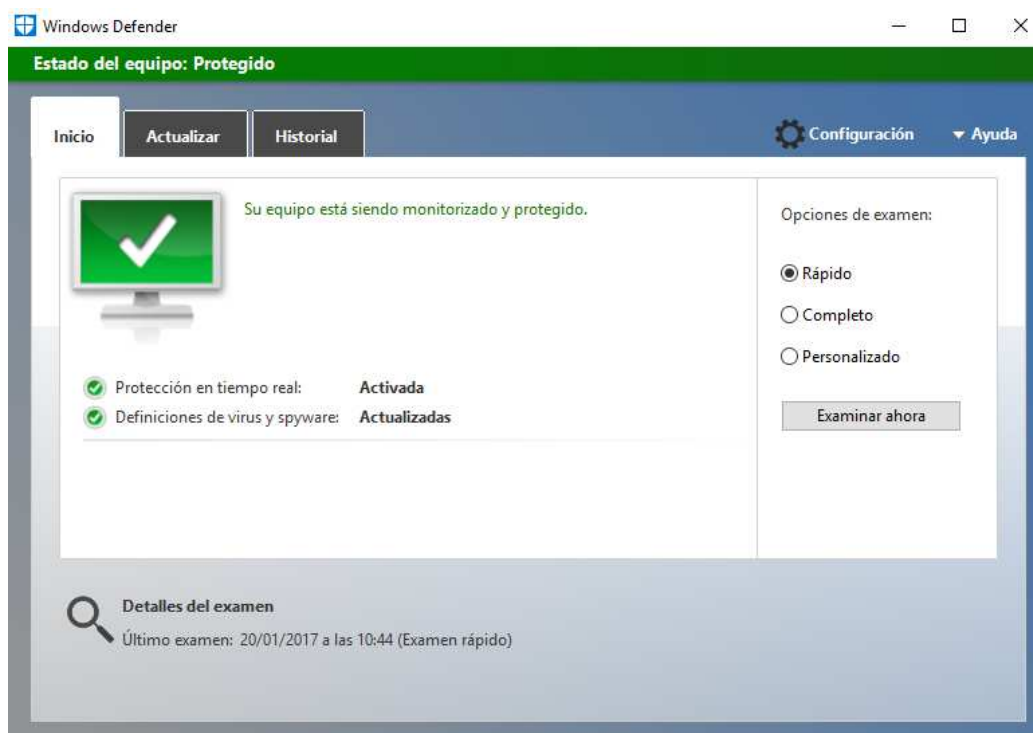 Windows Defender
Estado del equipo: Protegido
Inicio
Actualizar
Historial
Configuración
Ayuda
Su equipo está siendo monitorizado y protegido.
Protección en tiempo real: Activada
Definiciones de virus y spyware: Actualizadas
Opciones de examen:
Rápido
Completo
Personalizado
Examinar ahora
Detalles del examen
Último examen: 20/01/2017 a las 10:44 (Examen rápido)